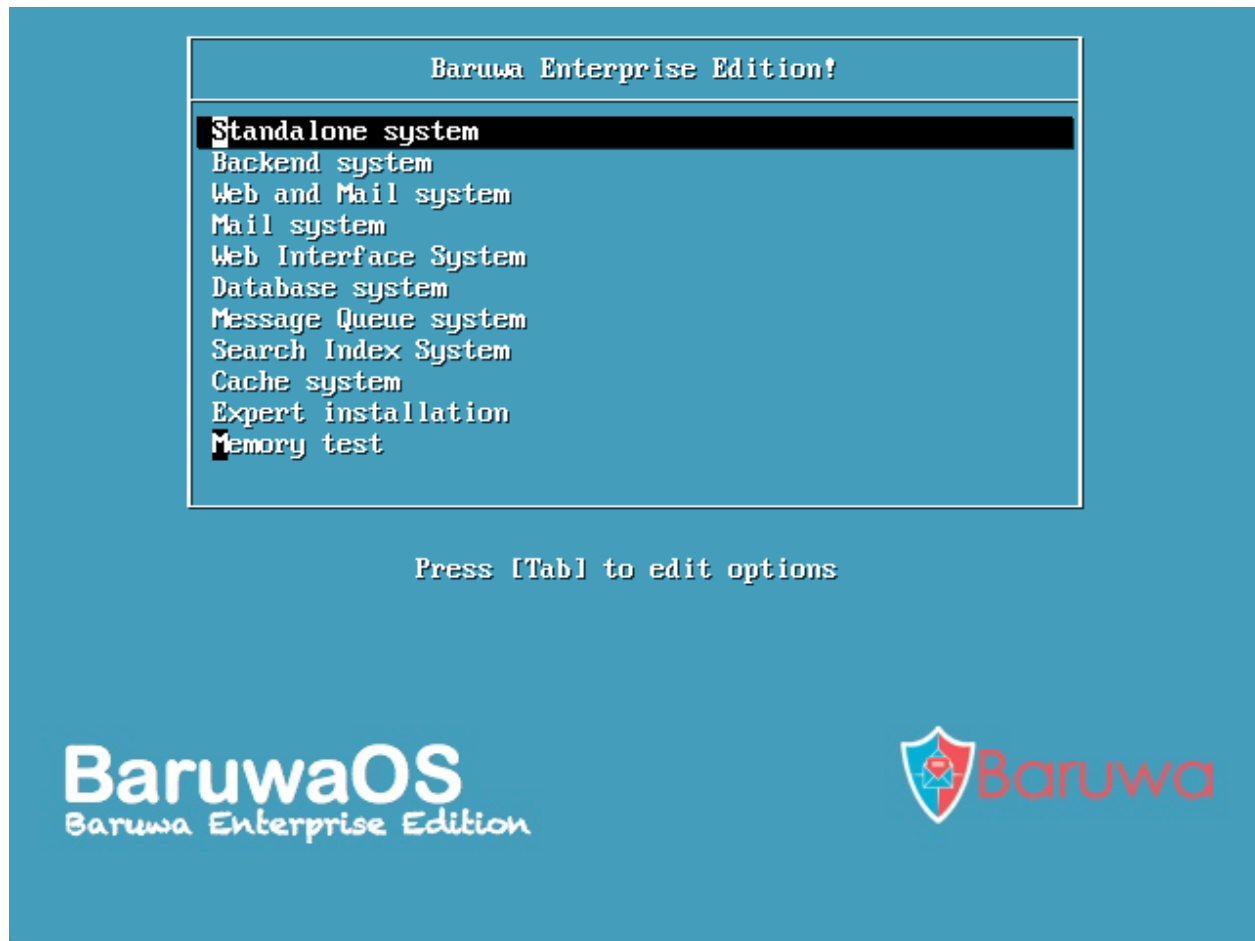 Baruwa Enterprise Edition!
Standalone system
Backend system
Web and Mail system
Mail system
Web Interface System
Database system
Message Queue system
Search Index System
Cache system
Expert installation
Memory test
Press [Tab] to edit options
BaruwaOS
Baruwa Enterprise Edition
Baruwa